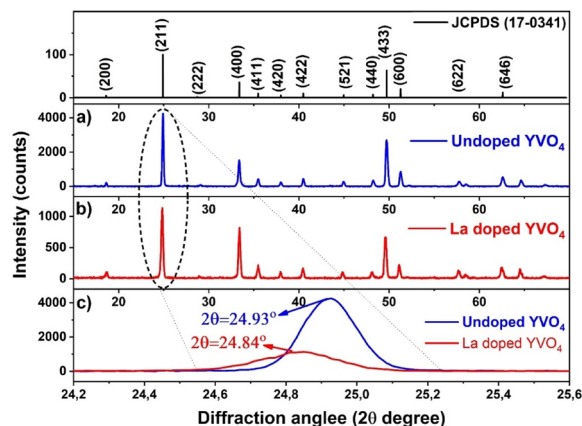 JCPDS (17-0341)
100
50
0
(200)
(211)
(222)
(400)
(411)
(420)
(422)
(521)
(440)
(433)
(600)
(622)
(646)
20 30 40 50 60
a)
Undoped YVO₄
4000
2000
0
20 30 40 50 60
b)
La doped YVO₄
1000
500
0
20 30 40 50 60
c)
2θ=24.93°
2θ=24.84°
Undoped YVO₄
La doped YVO₄
4000
2000
0
24,2 24,4 24,6 24,8 25,0 25,2 25,4 25,6
Intensity (counts)
Diffraction anglee (2θ degree)